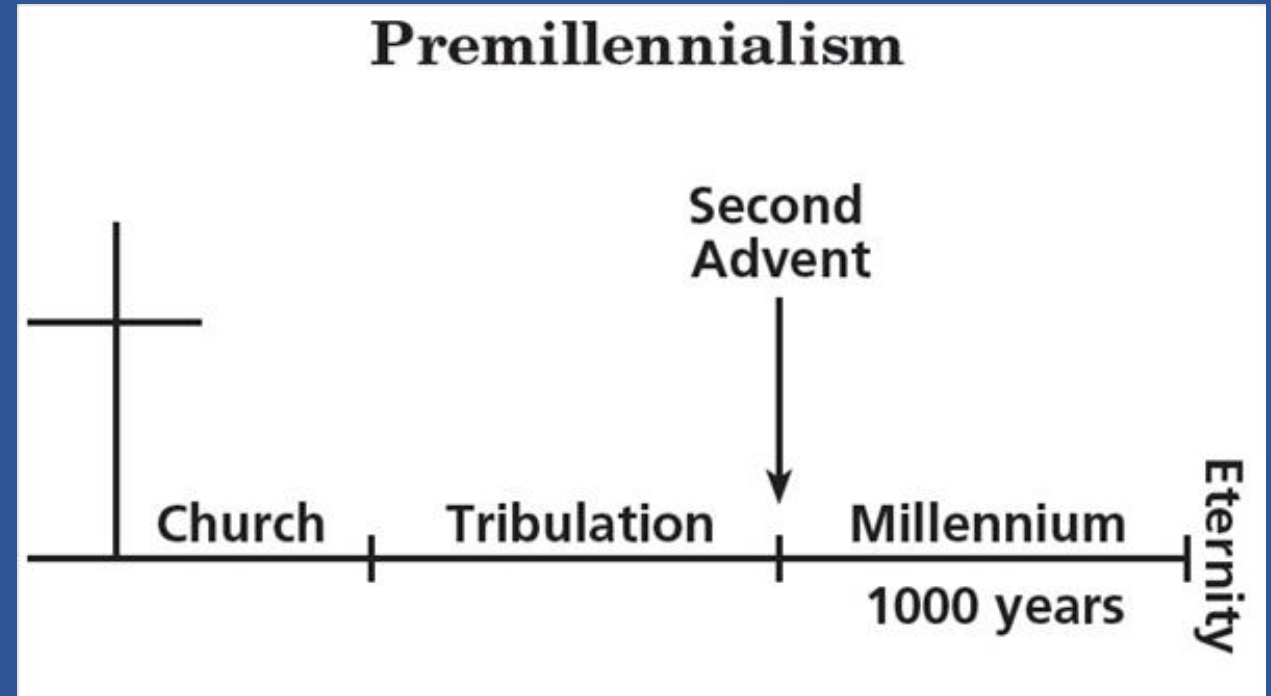 Premillennialism
Second
Advent
Church
Tribulation
Millennium
1000 years
Eternity